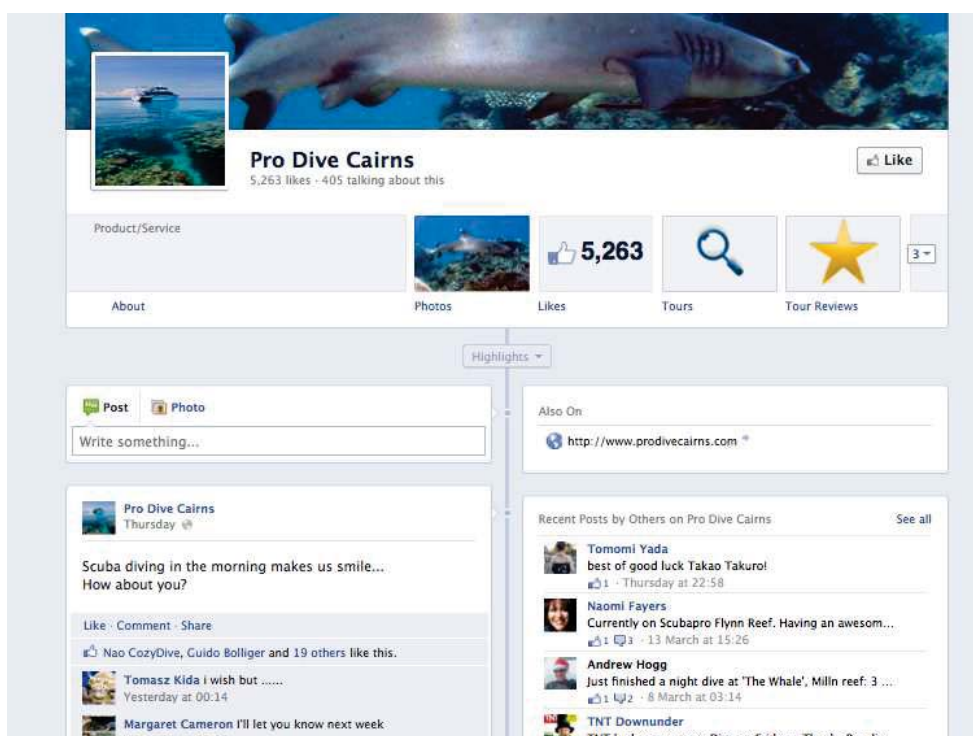 Pro Dive Cairns
5,263 likes · 405 talking about this
Like
Product/Service
About
Photos
5,263
Likes
Tours
Tour Reviews
3
Highlights
Post
Photo
Write something...
Pro Dive Cairns
Thursday
Scuba diving in the morning makes us smile...
How about you?
Like · Comment · Share
Nao CozyDive, Guido Bolliger and 19 others like this.
Tomasz Kida i wish but ......
Yesterday at 00:14
Margaret Cameron I'll let you know next week
Also On
http://www.prodivecairns.com
Recent Posts by Others on Pro Dive Cairns
See all
Tomomi Yada
best of good luck Takao Takuro!
1 · Thursday at 22:58
Naomi Fayers
Currently on Scubapro Flynn Reef. Having an awesom...
1 3 · 13 March at 15:26
Andrew Hogg
Just finished a night dive at 'The Whale', Milln reef: 3 ...
1 2 · 8 March at 03:14
TNT Downunder